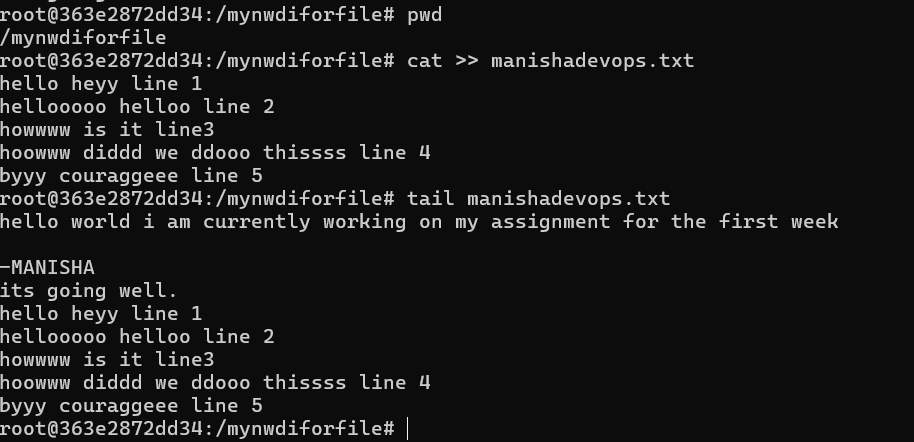 root@363e2872dd34:/mynwdiforfile# pwd
/mynwdiforfile
root@363e2872dd34:/mynwdiforfile# cat >> manishadevops.txt
hello heyy line 1
hellooooo helloo line 2
howwww is it line3
hoowww diddd we ddooo thissss line 4
byyy couraggeee line 5
root@363e2872dd34:/mynwdiforfile# tail manishadevops.txt
hello world i am currently working on my assignment for the first week

-MANISHA
its going well.
hello heyy line 1
hellooooo helloo line 2
howwww is it line3
hoowww diddd we ddooo thissss line 4
byyy couraggeee line 5
root@363e2872dd34:/mynwdiforfile#